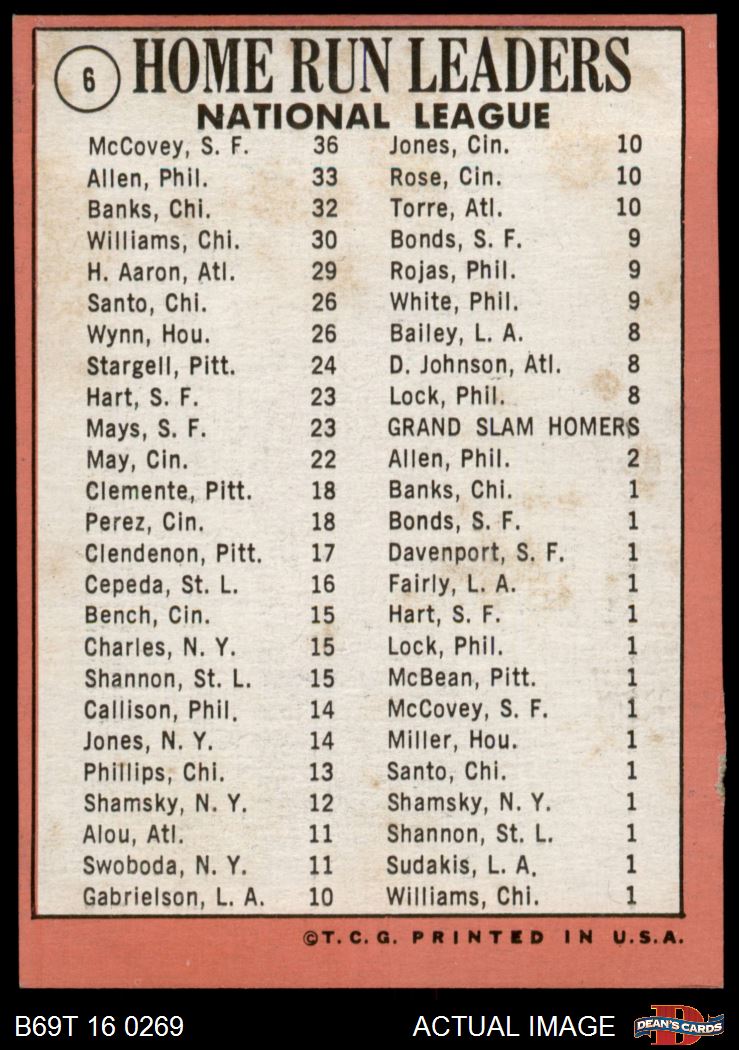 6
HOME RUN LEADERS
NATIONAL LEAGUE
McCovey, S. F. 36
Allen, Phil. 33
Banks, Chi. 32
Williams, Chi. 30
H. Aaron, Atl. 29
Santo, Chi. 26
Wynn, Hou. 26
Stargell, Pitt. 24
Hart, S. F. 23
Mays, S. F. 23
May, Cin. 22
Clemente, Pitt. 18
Perez, Cin. 18
Clendenon, Pitt. 17
Cepeda, St. L. 16
Bench, Cin. 15
Charles, N. Y. 15
Shannon, St. L. 15
Callison, Phil. 14
Jones, N. Y. 14
Phillips, Chi. 13
Shamsky, N. Y. 12
Alou, Atl. 11
Swoboda, N. Y. 11
Gabrielson, L. A. 10
Jones, Cin. 10
Rose, Cin. 10
Torre, Atl. 10
Bonds, S. F. 9
Rojas, Phil. 9
White, Phil. 9
Bailey, L. A. 8
D. Johnson, Atl. 8
Lock, Phil. 8
GRAND SLAM HOMERS
Allen, Phil. 2
Banks, Chi. 1
Bonds, S. F. 1
Davenport, S. F. 1
Fairly, L. A. 1
Hart, S. F. 1
Lock, Phil. 1
McBean, Pitt. 1
McCovey, S. F. 1
Miller, Hou. 1
Santo, Chi. 1
Shamsky, N. Y. 1
Shannon, St. L. 1
Sudakis, L. A. 1
Williams, Chi. 1
©T. C. G. PRINTED IN U.S.A.
B69T 16 0269
ACTUAL IMAGE
DEAN'S CARDS